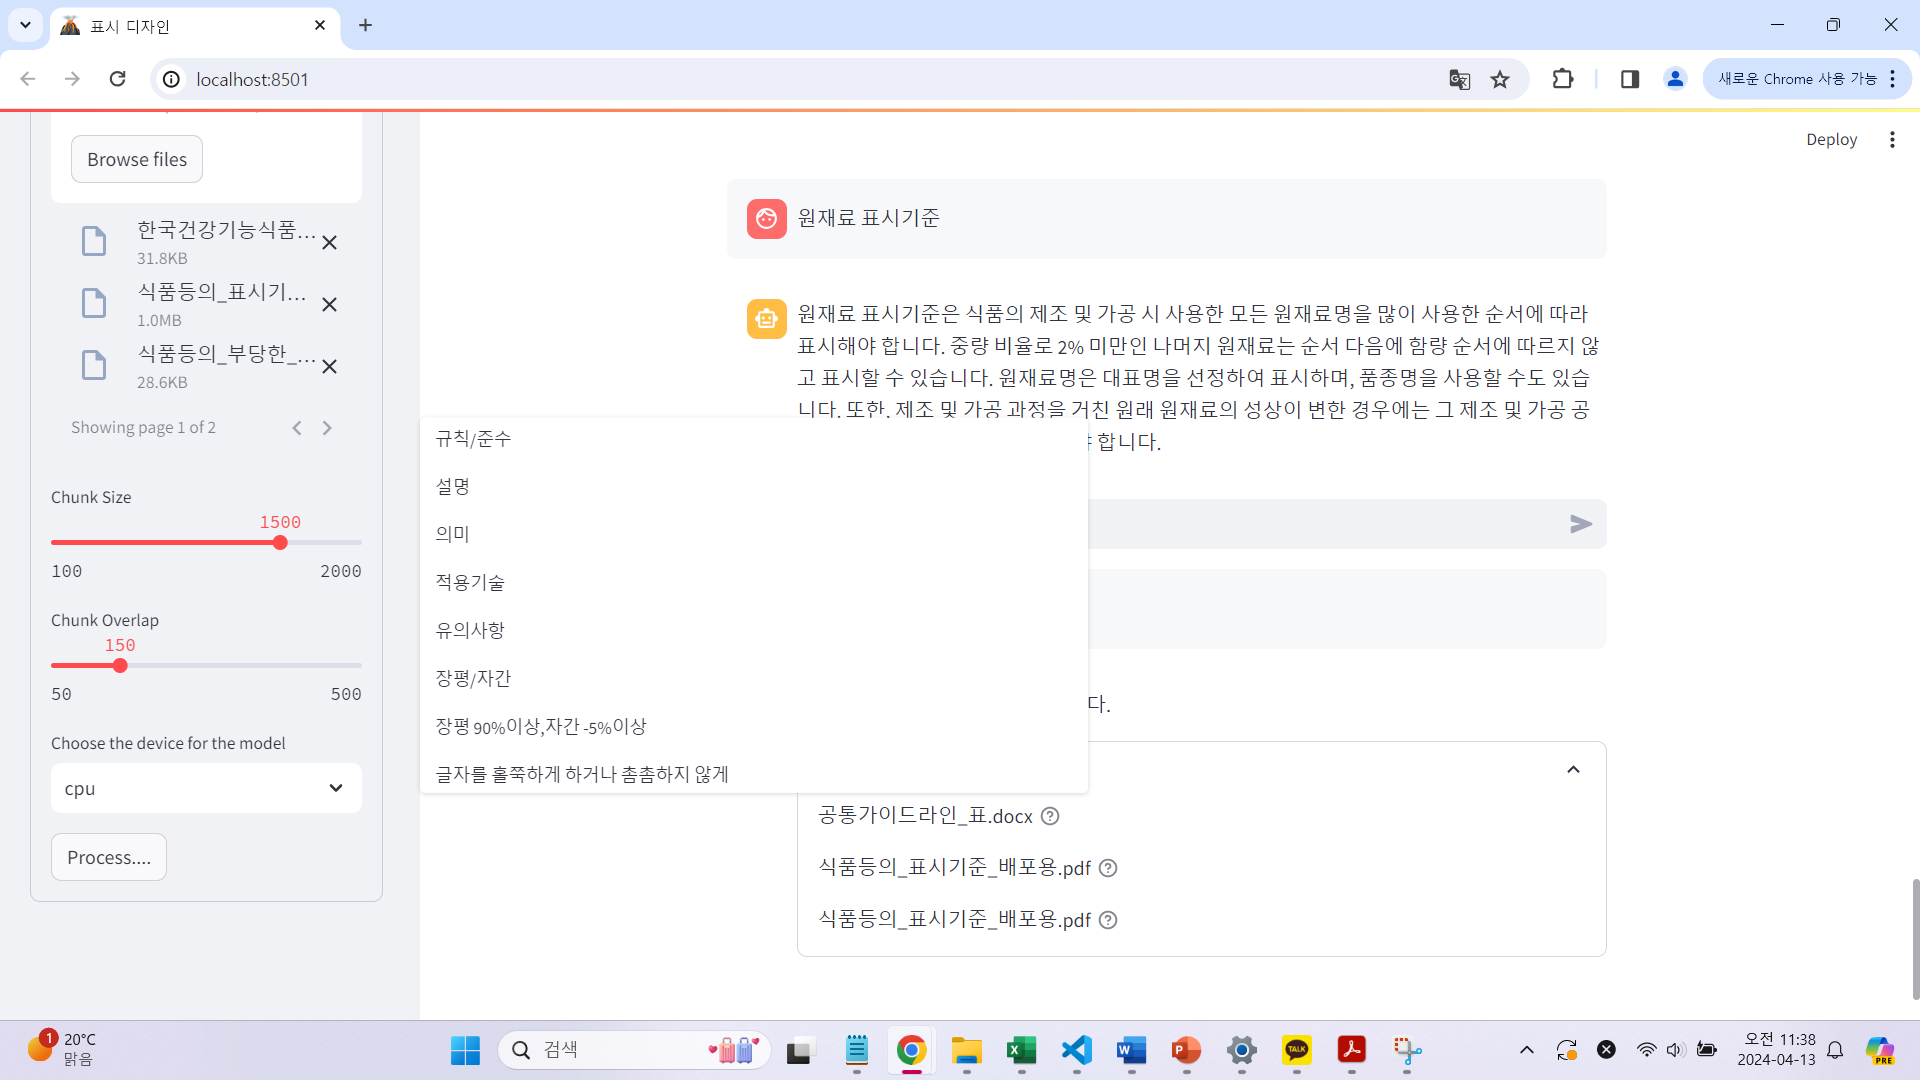 표시 디자인
localhost:8501
새로운 Chrome 사용 가능
Deploy
Browse files
한국건강기능식품...
31.8KB
식품등의_표시기...
1.0MB
식품등의_부당한_...
28.6KB
Showing page 1 of 2
Chunk Size
1500
100 2000
Chunk Overlap
150
50 500
Choose the device for the model
cpu
Process....
원재료 표시기준
원재료 표시기준은 식품의 제조 및 가공 시 사용한 모든 원재료명을 많이 사용한 순서에 따라
표시해야 합니다. 중량 비율로 2% 미만인 나머지 원재료는 순서 다음에 함량 순서에 따르지 않
고 표시할 수 있습니다. 원재료명은 대표명을 선정하여 표시하며, 품종명을 사용할 수도 있습
니다. 또한, 제조 및 가공 과정을 거친 원래 원재료의 성상이 변한 경우에는 그 제조 및 가공 공
합니다.
규칙/준수
설명
의미
적용기술
유의사항
장평/자간
장평 90%이상,자간 -5%이상
글자를 홀쭉하게 하거나 촘촘하지 않게
다.
공통가이드라인_표.docx
식품등의_표시기준_배포용.pdf
식품등의_표시기준_배포용.pdf
1
20°C
맑음
검색
TALK
오전 11:38
2024-04-13
PRE